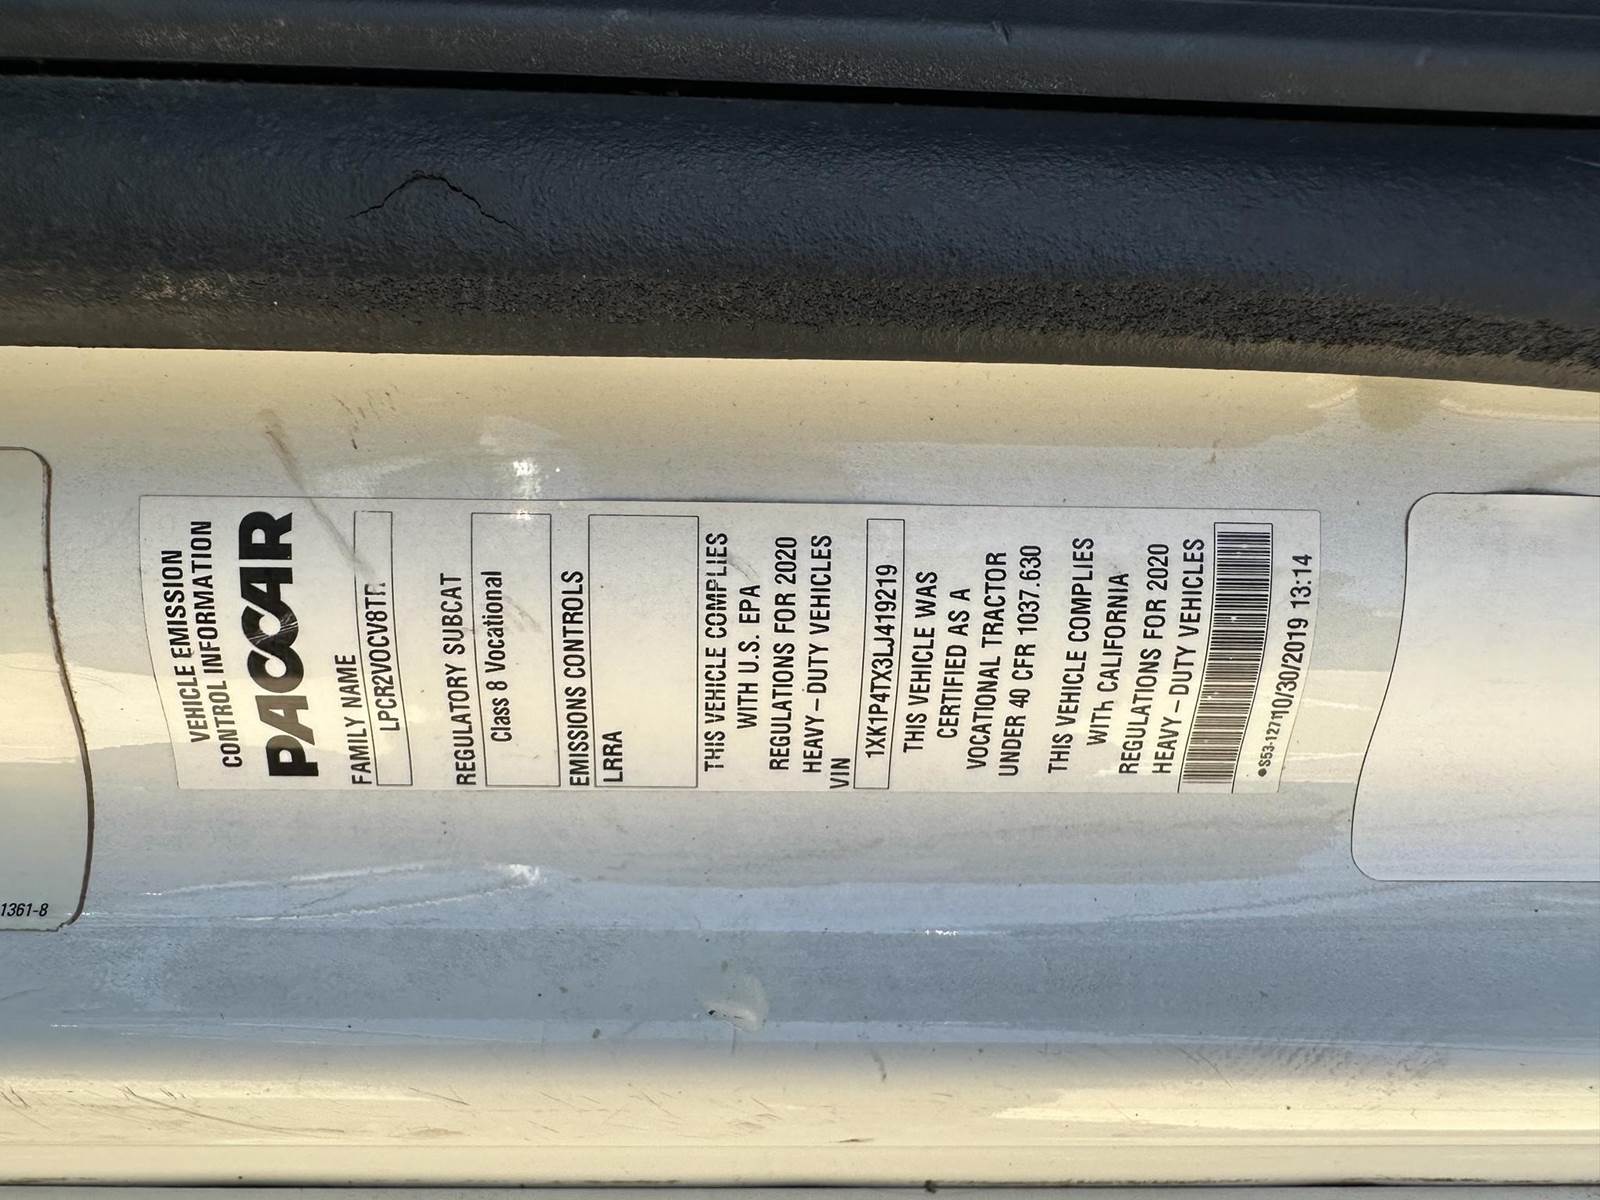 VEHICLE EMISSION
CONTROL INFORMATION
PACCAR
FAMILY NAME
REGULATORY SUBCAT
Class 8 Vocational
EMISSIONS CONTROLS
LRRA
THIS VEHICLE COMPLIES
WITH U.S. EPA
REGULATIONS FOR 2020
HEAVY – DUTY VEHICLES
VIN
1XK1P4TX3LJ419219
THIS VEHICLE WAS
CERTIFIED AS A
VOCATIONAL TRACTOR
UNDER 40 CFR 1037.630
THIS VEHICLE COMPLIES
WITh CALIFORNIA
REGULATIONS FOR 2020
HEAVY – DUTY VEHICLES
10/30/2019 13:14
1361-8